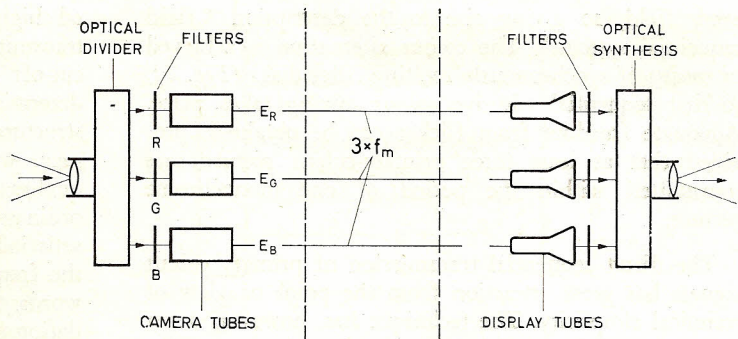 OPTICAL
DIVIDER
FILTERS
FILTERS
OPTICAL
SYNTHESIS
R
E_R
3×f_m
G
E_G
B
E_B
CAMERA TUBES
DISPLAY TUBES